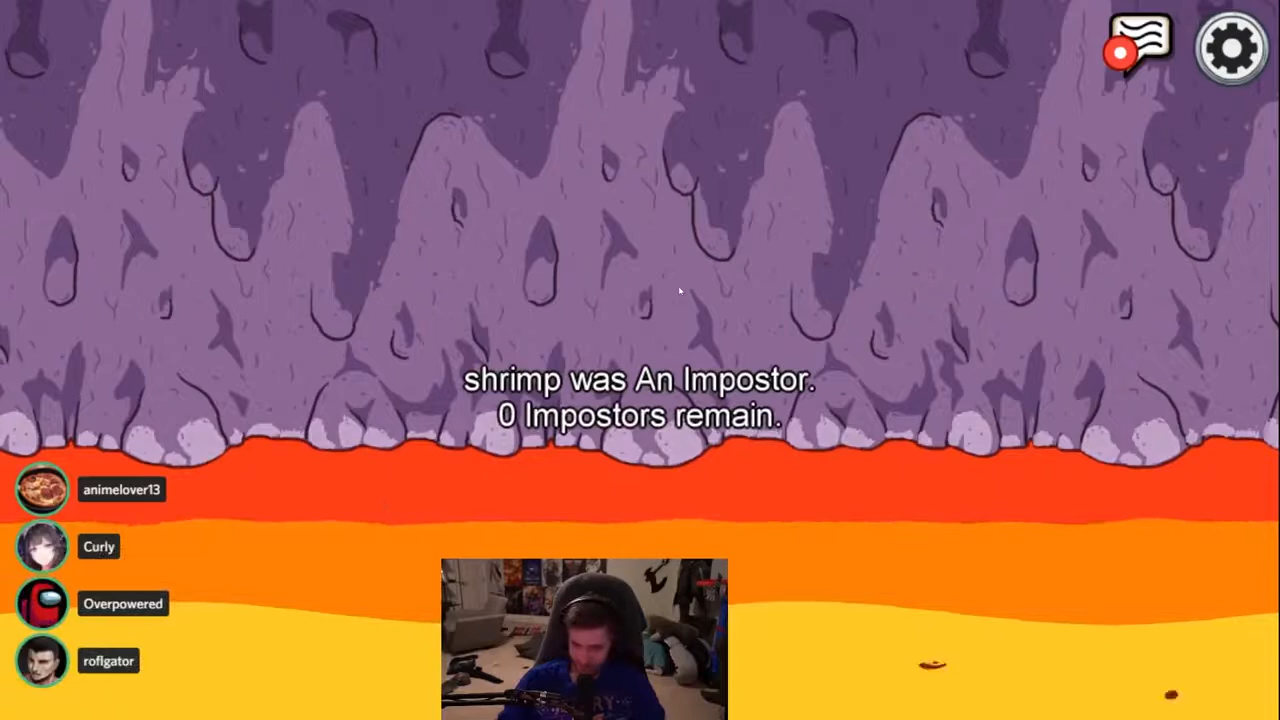 shrimp was An Impostor.
0 Impostors remain.
animelover13
Curly
Overpowered
roflgator